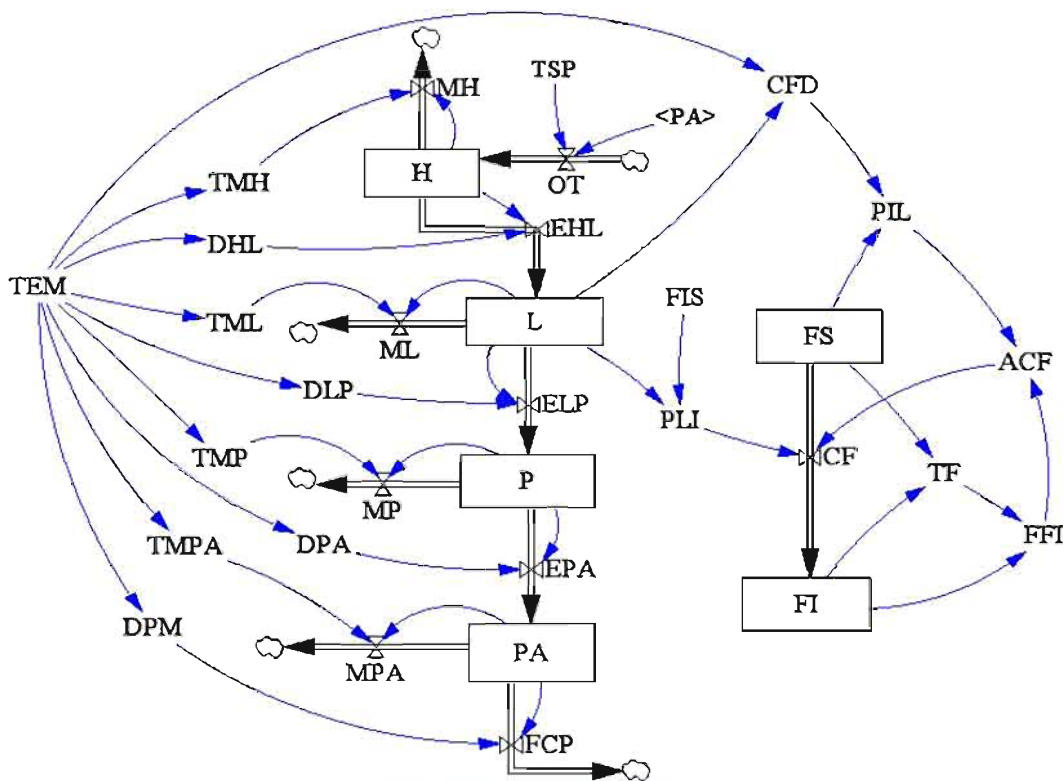 TSP
CFD
MH
<PA>
H
OT
TMH
PIL
DHL
EHL
TEM
FIS
L
FS
TML
ML
ACF
DLP
ELP
PLI
TMP
CF
P
TF
MP
TMPA
DPA
EPA
FFI
FI
DPM
PA
MPA
FCP